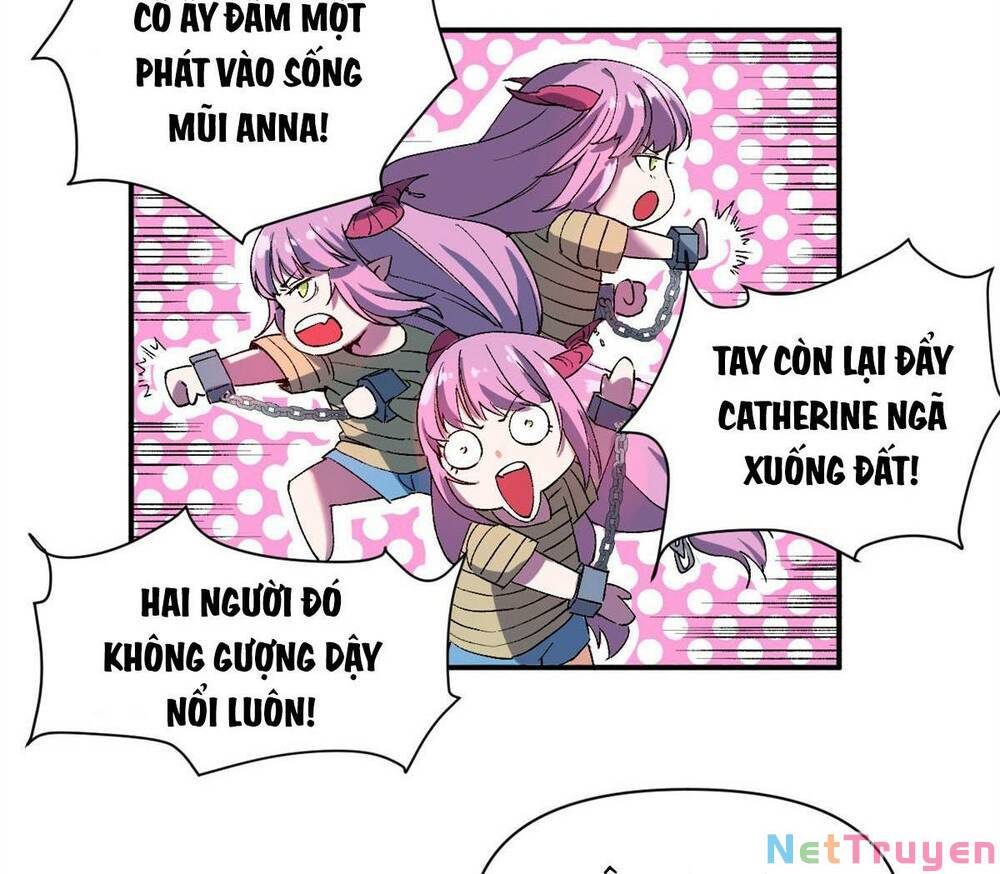 CÔ ẤY ĐẤM MỘT
PHÁT VÀO SỐNG
MŨI ANNA!
TAY CÒN LẠI ĐẨY
CATHERINE NGÃ
XUỐNG ĐẤT!
HAI NGƯỜI ĐÓ
KHÔNG GƯỢNG DẬY
NỔI LUÔN!
NetTruyen